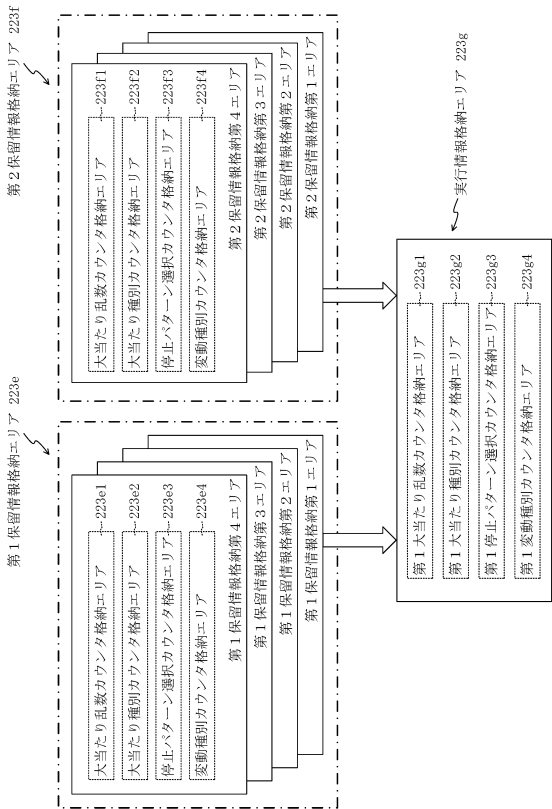 第1保留情報格納エリア 223e
大当たり乱数カウンタ格納エリア 223e1
大当たり種別カウンタ格納エリア 223e2
停止パターン選択カウンタ格納エリア 223e3
変動種別カウンタ格納エリア 223e4
第1保留情報格納第4エリア
第1保留情報格納第3エリア
第1保留情報格納第2エリア
第1保留情報格納第1エリア
第2保留情報格納エリア 223f
大当たり乱数カウンタ格納エリア 223f1
大当たり種別カウンタ格納エリア 223f2
停止パターン選択カウンタ格納エリア 223f3
変動種別カウンタ格納エリア 223f4
第2保留情報格納第4エリア
第2保留情報格納第3エリア
第2保留情報格納第2エリア
第2保留情報格納第1エリア
実行情報格納エリア 223g
第1大当たり乱数カウンタ格納エリア 223g1
第1大当たり種別カウンタ格納エリア 223g2
第1停止パターン選択カウンタ格納エリア 223g3
第1変動種別カウンタ格納エリア 223g4